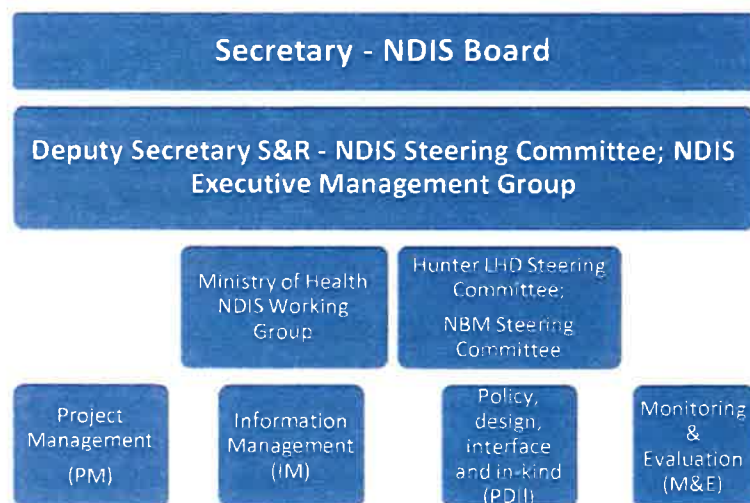 Secretary - NDIS Board
Deputy Secretary S&R - NDIS Steering Committee; NDIS
Executive Management Group
Ministry of Health
NDIS Working
Group
Hunter LHD Steering
Committee;
NBM Steering
Committee
Project
Management
(PM)
Information
Management
(IM)
Policy,
design,
interface
and in-kind
(PDII)
Monitoring
&
Evaluation
(M&E)